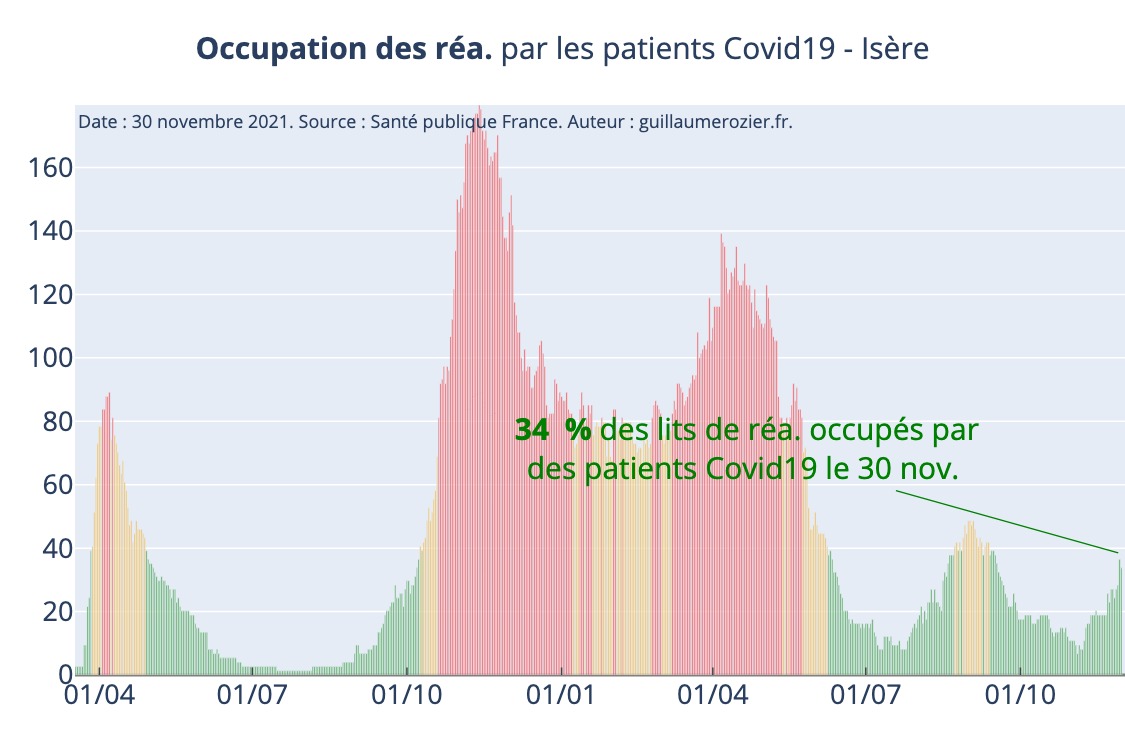 Occupation des réa. par les patients Covid19 - Isère
Date : 30 novembre 2021. Source : Santé publique France. Auteur : guillaumerozier.fr.
160
140
120
100
80
60
40
20
0
34 % des lits de réa. occupés par
des patients Covid19 le 30 nov.
01/04 01/07 01/10 01/01 01/04 01/07 01/10